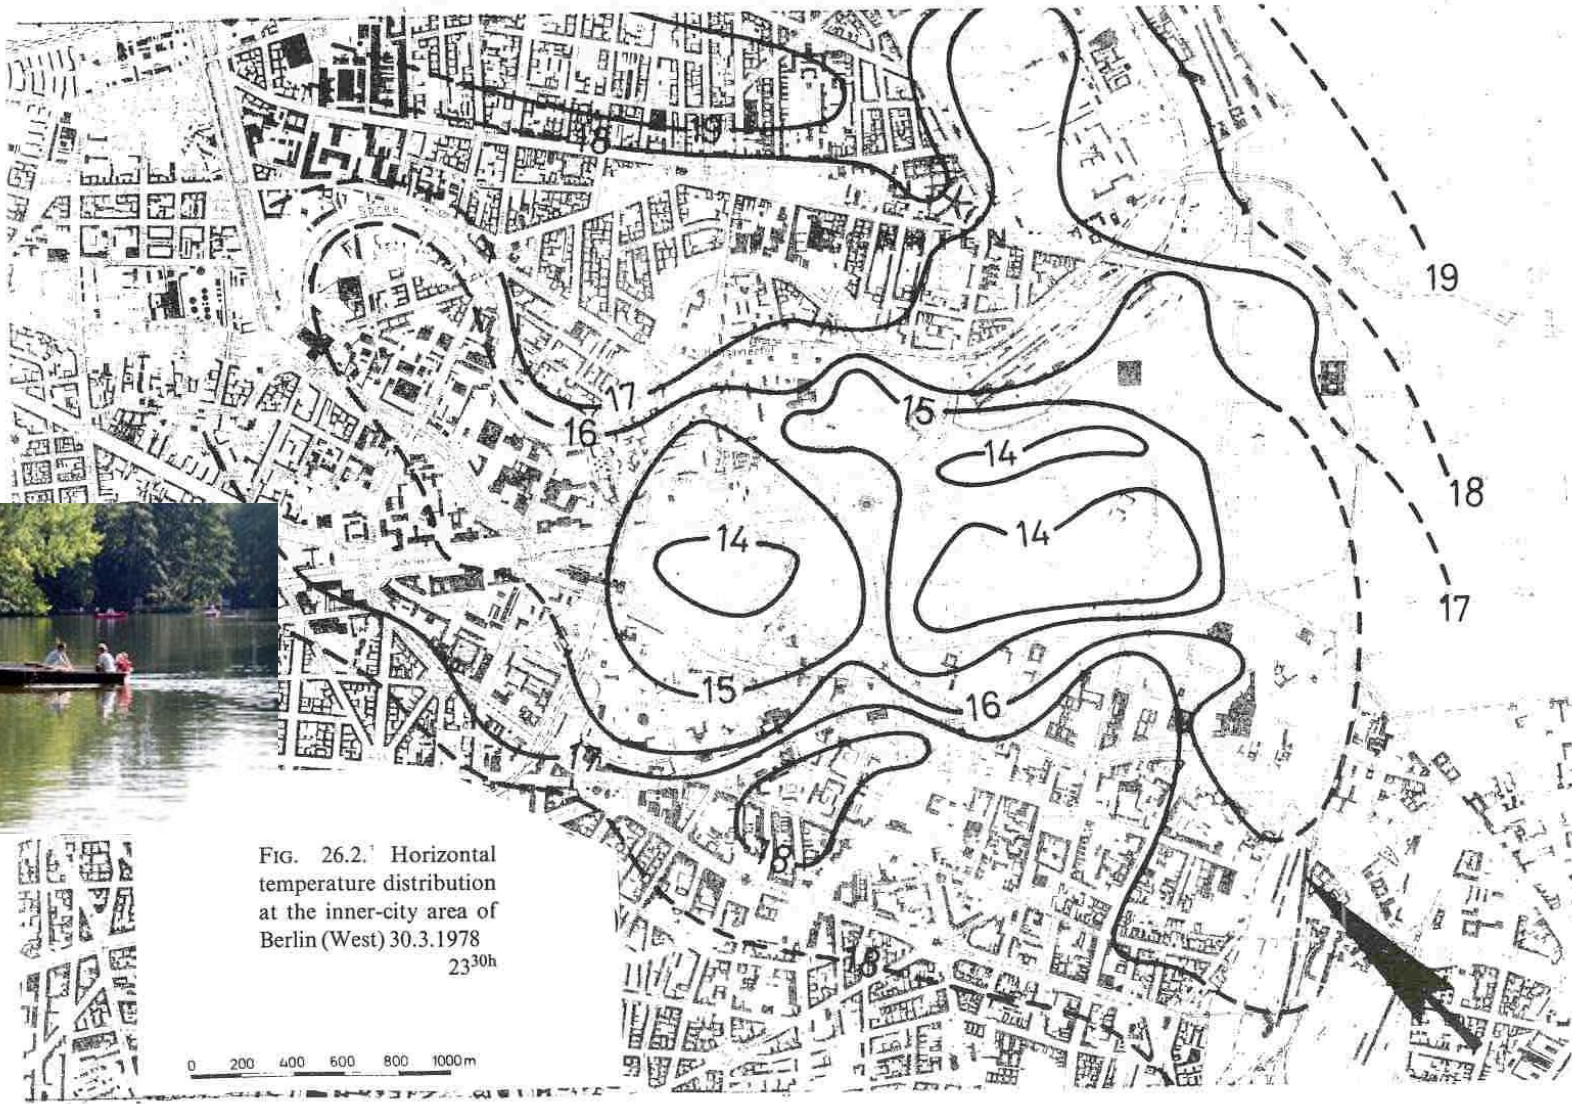 19
18
19
17
16
15
14
18
14
14
17
15
16
17
18
FIG. 26.2. Horizontal
temperature distribution
at the inner-city area of
Berlin (West) 30.3.1978
23³⁰ʰ
18
0 200 400 600 800 1000 m